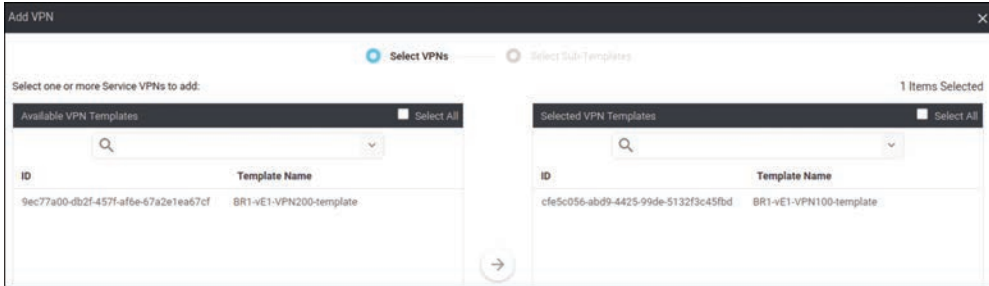 Add VPN
Select VPNs Select Sub-Templates
Select one or more Service VPNs to add: 1 Items Selected
Available VPN Templates Select All Selected VPN Templates Select All
ID Template Name ID Template Name
9ec77a00-db2f-457f-af6e-67a2e1ea67cf BR1-vE1-VPN200-template cfe5c056-abd9-4425-99de-5132f3c45fbd BR1-vE1-VPN100-template